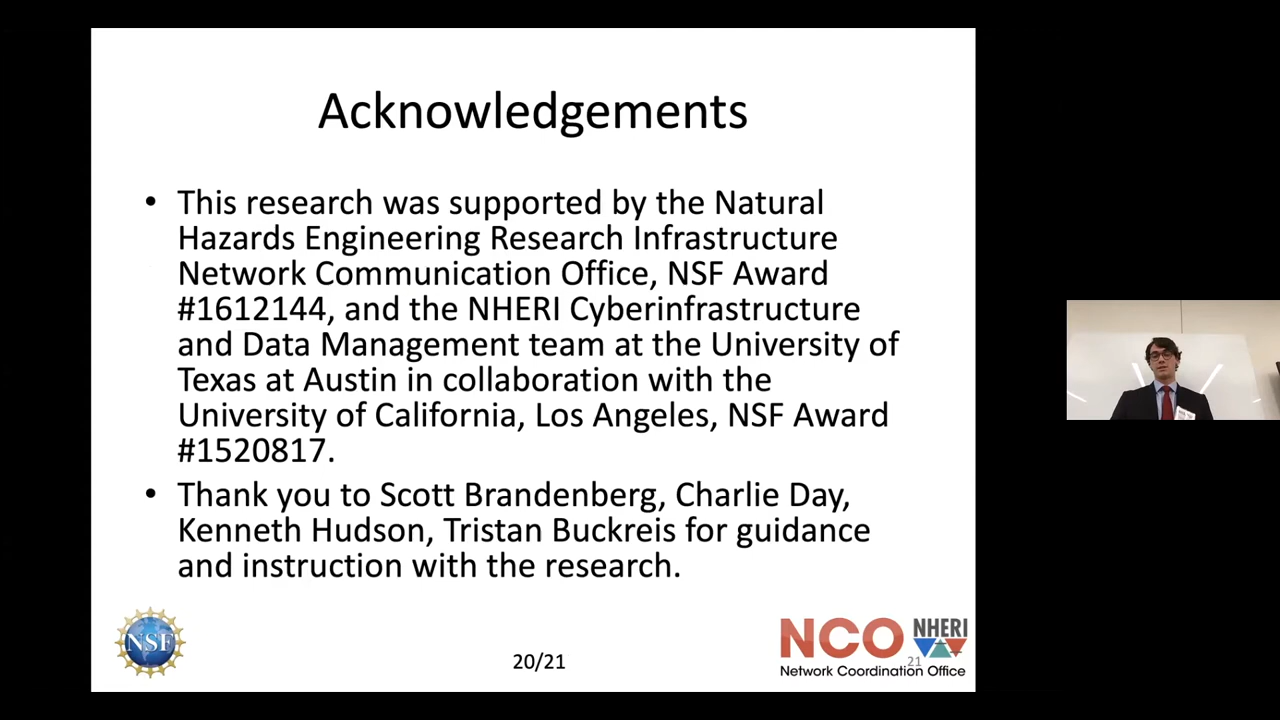 Acknowledgements
• This research was supported by the Natural
Hazards Engineering Research Infrastructure
Network Communication Office, NSF Award
#1612144, and the NHERI Cyberinfrastructure
and Data Management team at the University of
Texas at Austin in collaboration with the
University of California, Los Angeles, NSF Award
#1520817.
• Thank you to Scott Brandenberg, Charlie Day,
Kenneth Hudson, Tristan Buckreis for guidance
and instruction with the research.
NSF
20/21
NCO NHERI
21
Network Coordination Office